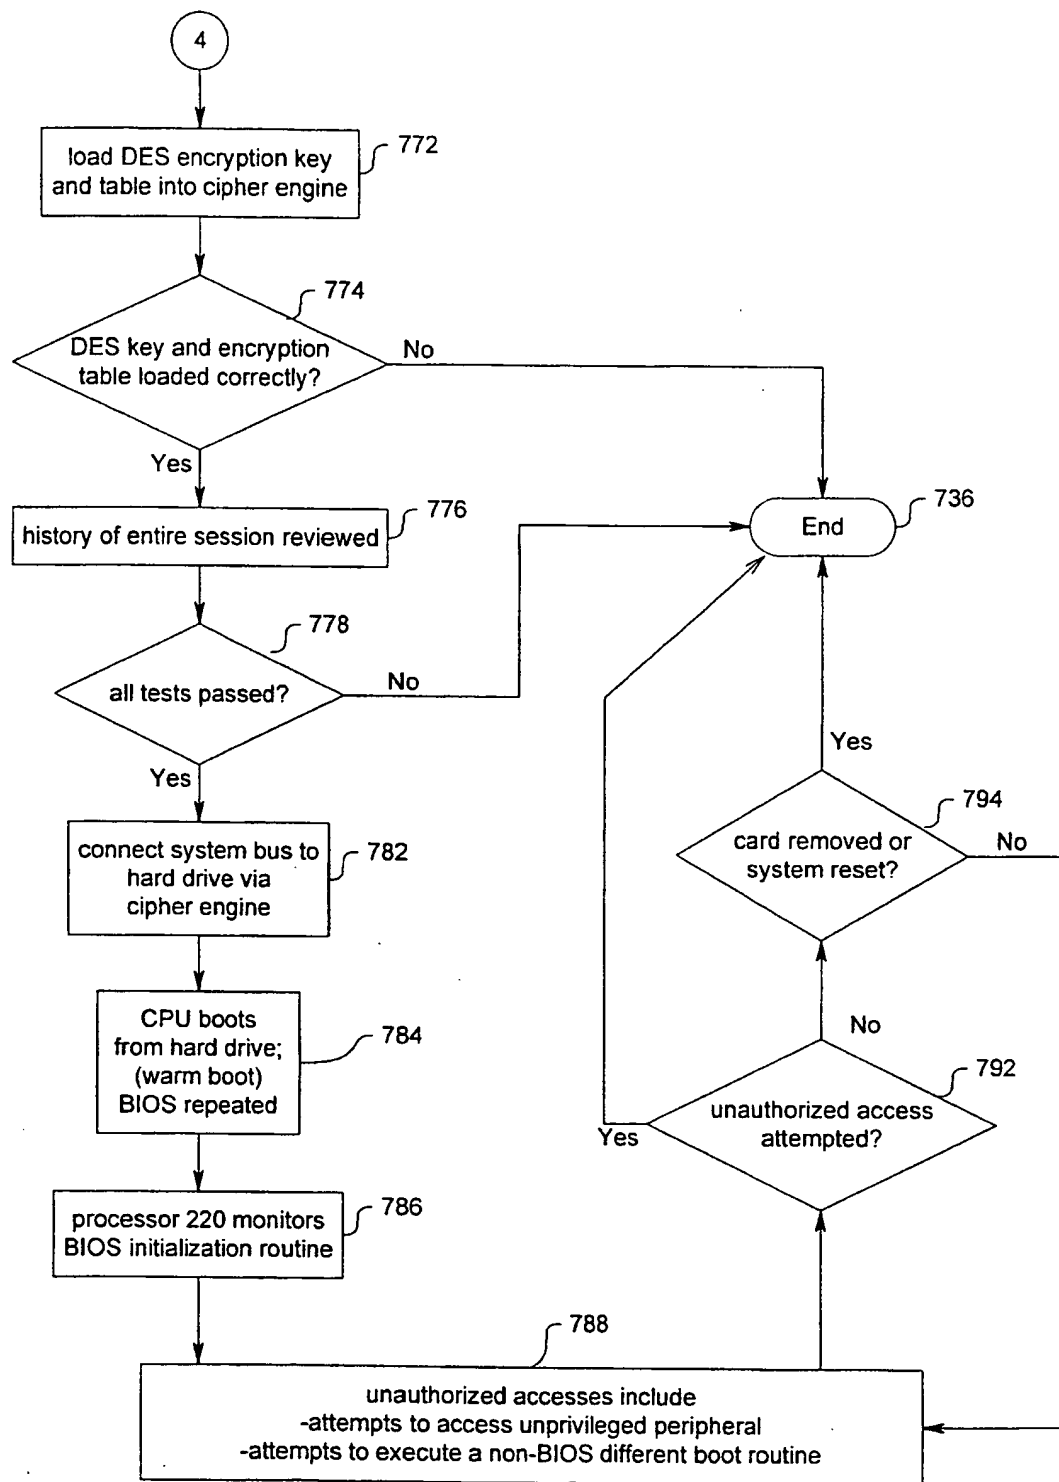 4
load DES encryption key
and table into cipher engine
772
774
DES key and encryption
table loaded correctly?
No
Yes
history of entire session reviewed
776
End
736
778
all tests passed?
No
Yes
connect system bus to
hard drive via
cipher engine
782
CPU boots
from hard drive;
(warm boot)
BIOS repeated
784
processor 220 monitors
BIOS initialization routine
786
788
unauthorized accesses include
-attempts to access unprivileged peripheral
-attempts to execute a non-BIOS different boot routine
unauthorized access
attempted?
792
Yes
No
card removed or
system reset?
794
Yes
No